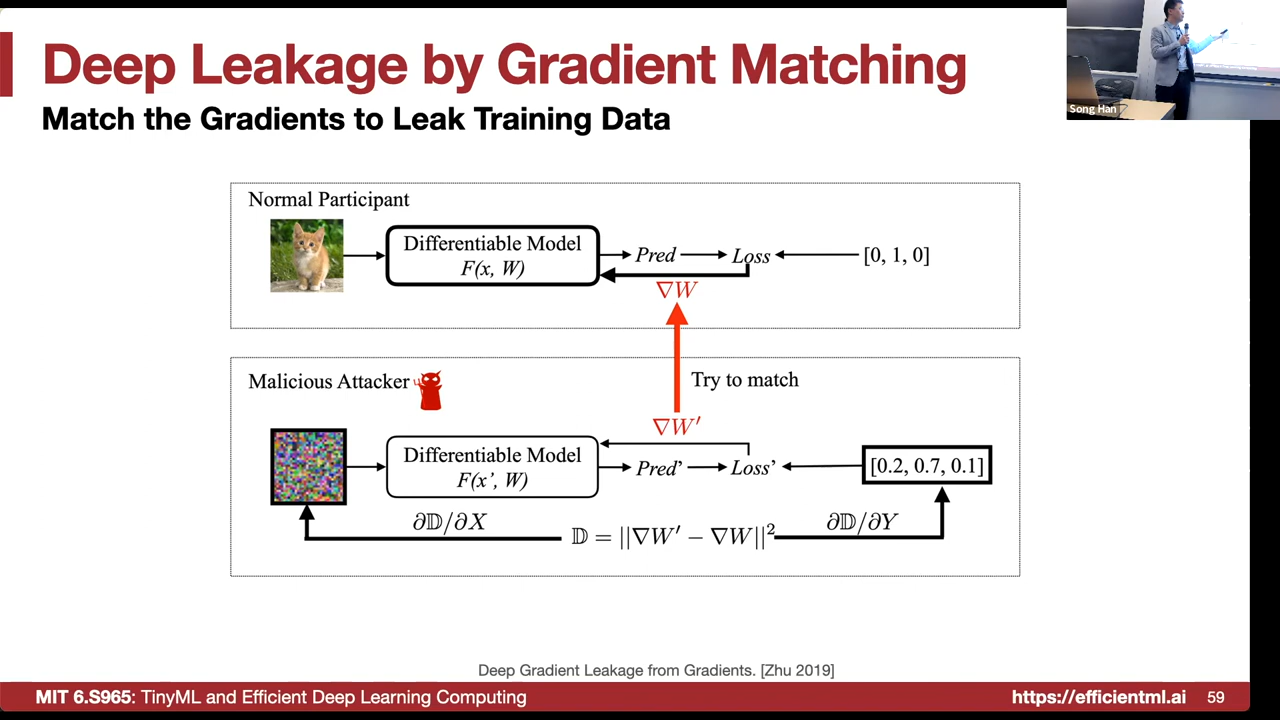 Deep Leakage by Gradient Matching
Match the Gradients to Leak Training Data
Song Han
Normal Participant
Differentiable Model
F(x, W)
Pred
Loss
[0, 1, 0]
∇W
Malicious Attacker
Try to match
∇W′
Differentiable Model
F(x', W)
Pred'
Loss'
[0.2, 0.7, 0.1]
∂𝔻/∂X
𝔻 = ||∇W′ − ∇W||²
∂𝔻/∂Y
Deep Gradient Leakage from Gradients. [Zhu 2019]
MIT 6.S965: TinyML and Efficient Deep Learning Computing
https://efficientml.ai
59